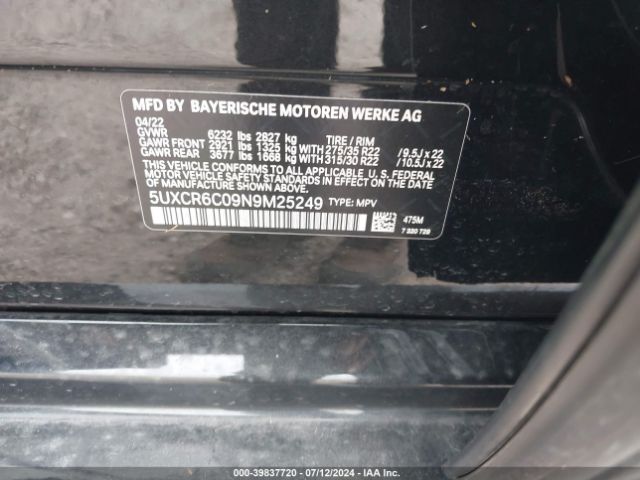 MFD BY BAYERISCHE MOTOREN WERKE AG
04/22
GVWR 6232 lbs 2827 kg TIRE / RIM
GAWR FRONT 2921 lbs 1325 kg WITH 275/35 R22 /9.5J x 22
GAWR REAR 3677 lbs 1668 kg WITH 315/30 R22 /10.5J x 22
THIS VEHICLE CONFORMS TO ALL APPLICABLE U. S. FEDERAL
MOTOR VEHICLE SAFETY STANDARDS IN EFFECT ON THE DATE OF
MANUFACTURE SHOWN ABOVE.
5UXCR6C09N9M25249 TYPE: MPV
475M
7 320 729
000-39837720 - 07/12/2024 - IAA Inc.